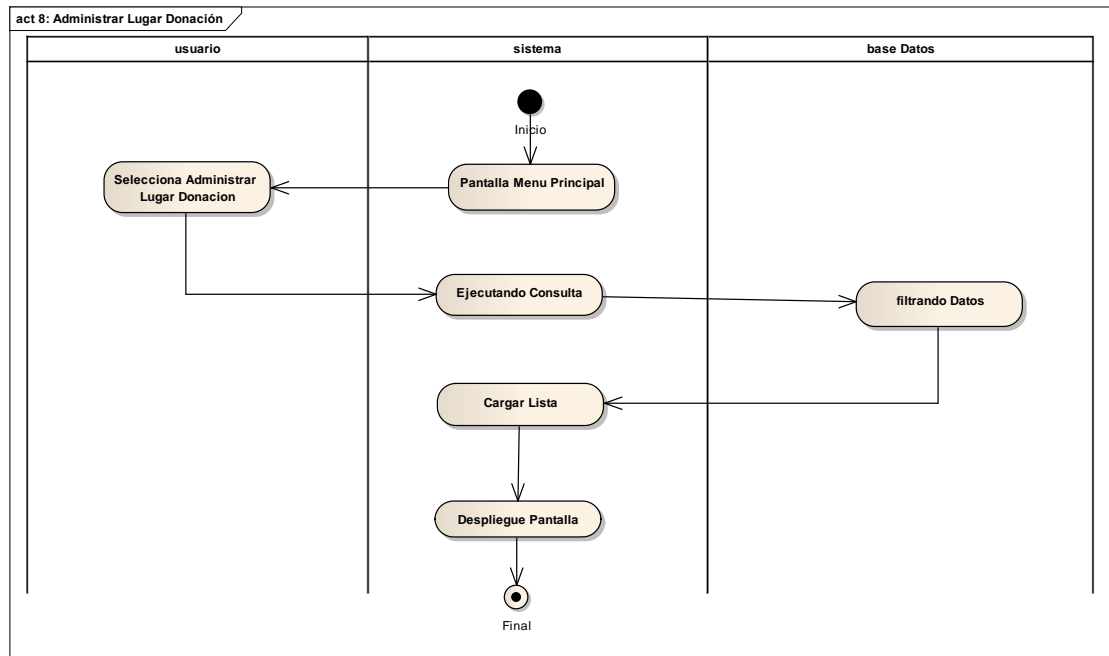 act 8: Administrar Lugar Donación
usuario
sistema
base Datos
Inicio
Selecciona Administrar
Lugar Donacion
Pantalla Menu Principal
Ejecutando Consulta
filtrando Datos
Cargar Lista
Despliegue Pantalla
Final